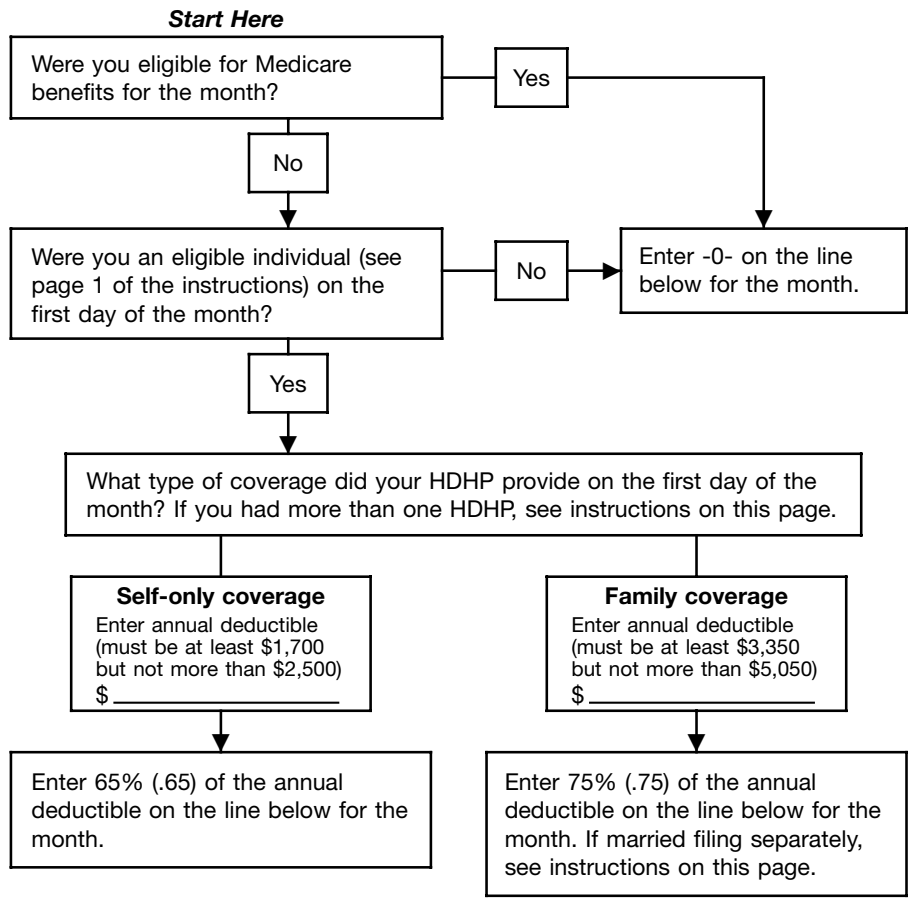 Start Here
Were you eligible for Medicare
benefits for the month?
Yes
No
Were you an eligible individual (see
page 1 of the instructions) on the
first day of the month?
No
Enter -0- on the line
below for the month.
Yes
What type of coverage did your HDHP provide on the first day of the
month? If you had more than one HDHP, see instructions on this page.
Self-only coverage
Enter annual deductible
(must be at least $1,700
but not more than $2,500)
$
Family coverage
Enter annual deductible
(must be at least $3,350
but not more than $5,050)
$
Enter 65% (.65) of the annual
deductible on the line below for the
month.
Enter 75% (.75) of the annual
deductible on the line below for the
month. If married filing separately,
see instructions on this page.